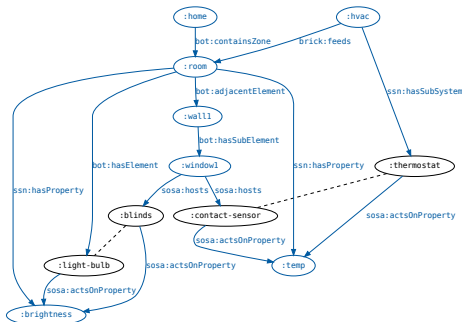 :home
:hvac
bot:containsZone
brick:feeds
:room
bot:adjacentElement
ssn:hasSubSystem
:wall1
bot:hasSubElement
bot:hasElement
:window1
ssn:hasProperty
:thermostat
ssn:hasProperty
sosa:hosts
sosa:hosts
:blinds
:contact-sensor
sosa:actsOnProperty
sosa:actsOnProperty
:light-bulb
sosa:actsOnProperty
:temp
sosa:actsOnProperty
:brightness